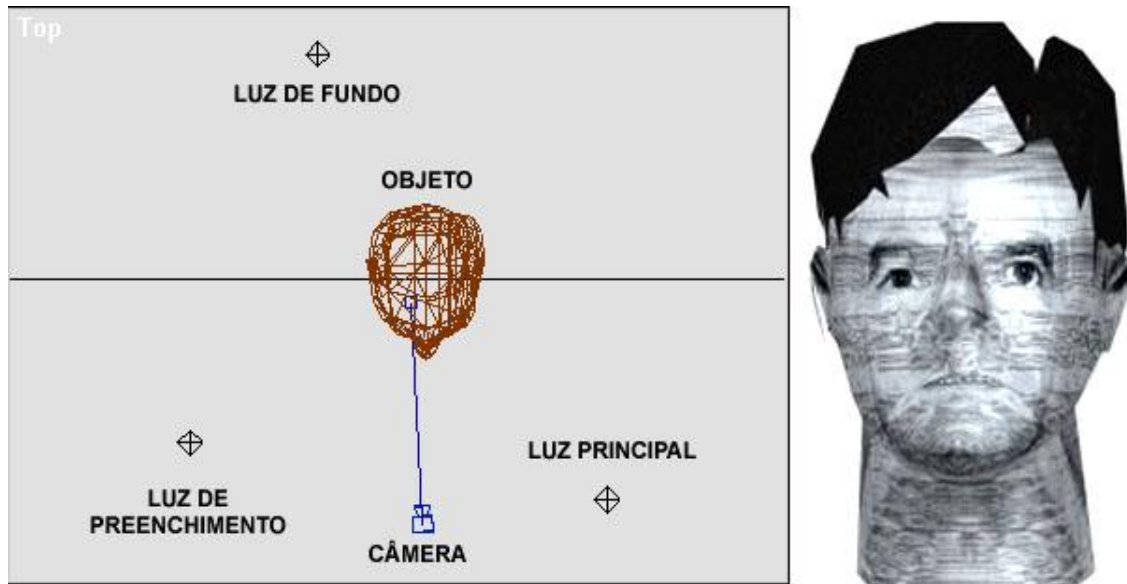 Top
LUZ DE FUNDO
OBJETO
LUZ PRINCIPAL
LUZ DE
PREENCHIMENTO
CÂMERA